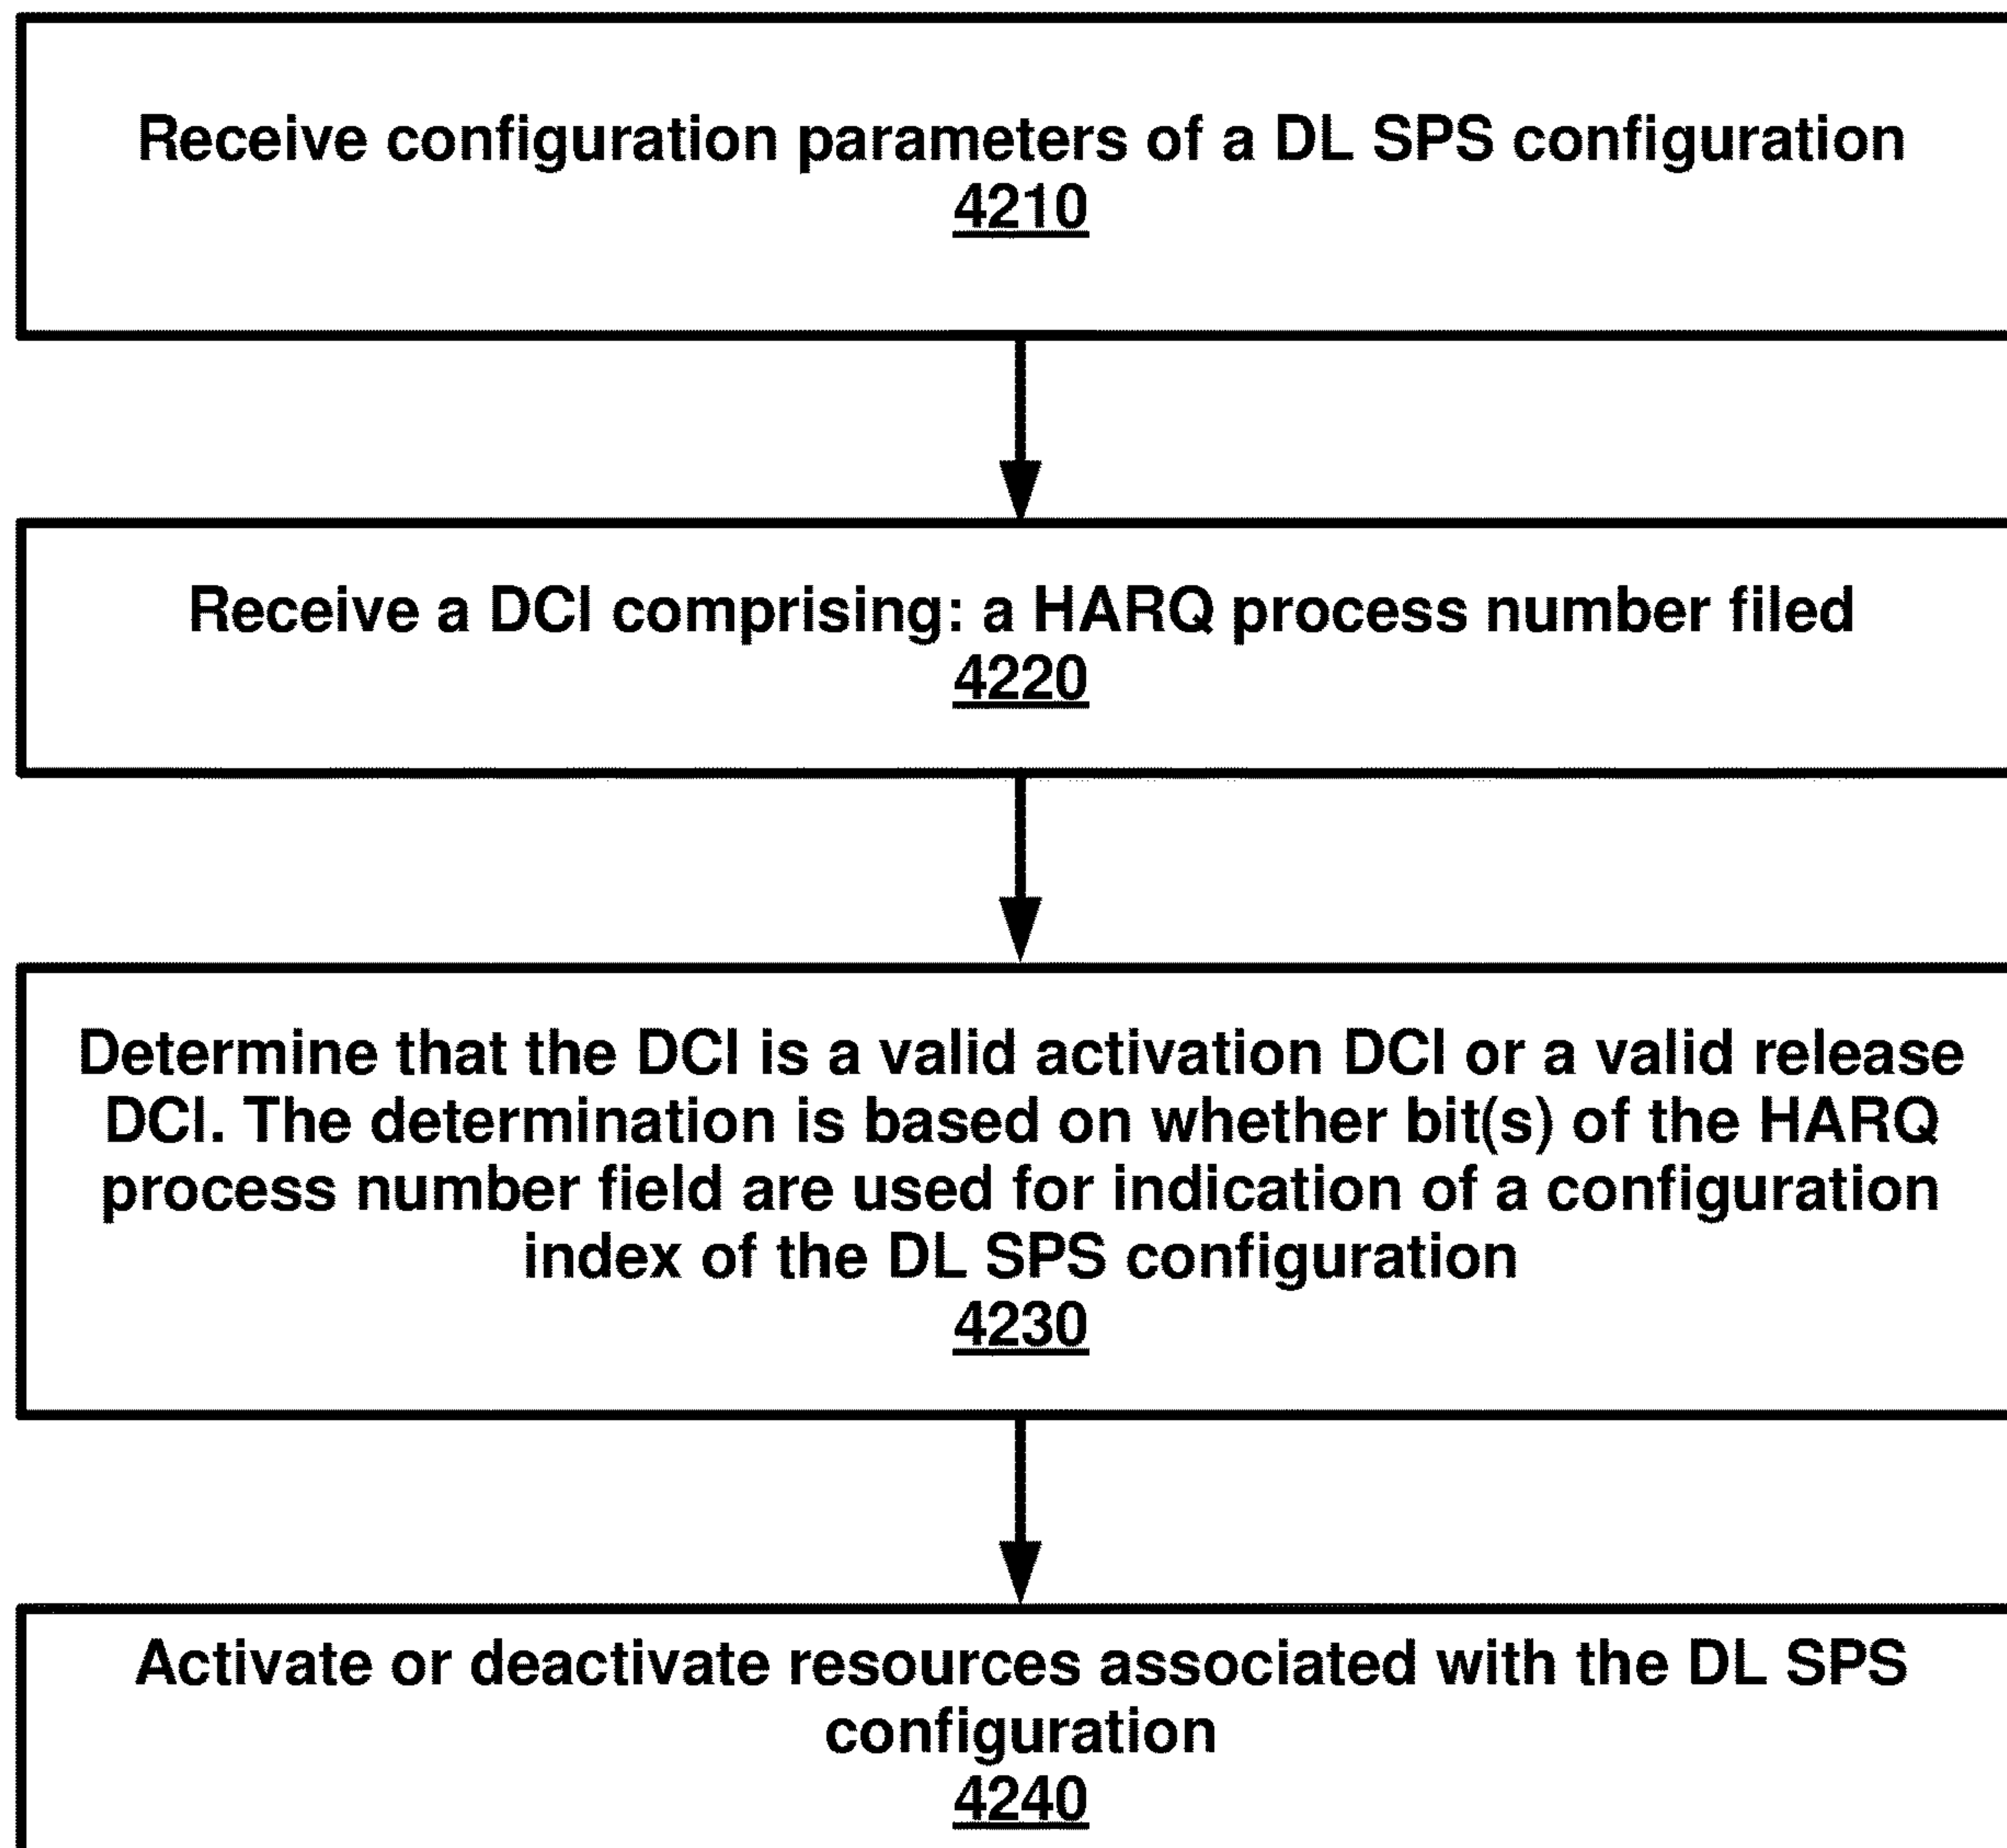 Receive configuration parameters of a DL SPS configuration
4210
Receive a DCI comprising: a HARQ process number filed
4220
Determine that the DCI is a valid activation DCI or a valid release
DCI. The determination is based on whether bit(s) of the HARQ
process number field are used for indication of a configuration
index of the DL SPS configuration
4230
Activate or deactivate resources associated with the DL SPS
configuration
4240